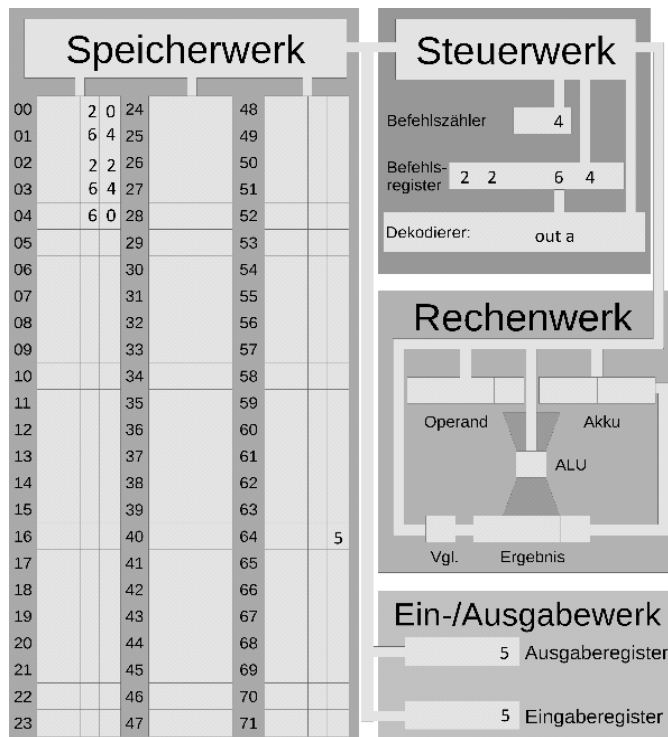 Speicherwerk
00 2 0 24 48
01 6 4 25 49
02 2 2 26 50
03 6 4 27 51
04 6 0 28 52
05 29 53
06 30 54
07 31 55
08 32 56
09 33 57
10 34 58
11 35 59
12 36 60
13 37 61
14 38 62
15 39 63
16 40 64 5
17 41 65
18 42 66
19 43 67
20 44 68
21 45 69
22 46 70
23 47 71
Steuerwerk
Befehlszähler 4
Befehls-
register 2 2 6 4
Dekodierer: out a
Rechenwerk
Operand Akku
ALU
Vgl. Ergebnis
Ein-/Ausgabewerk
5 Ausgaberegister
5 Eingaberegister